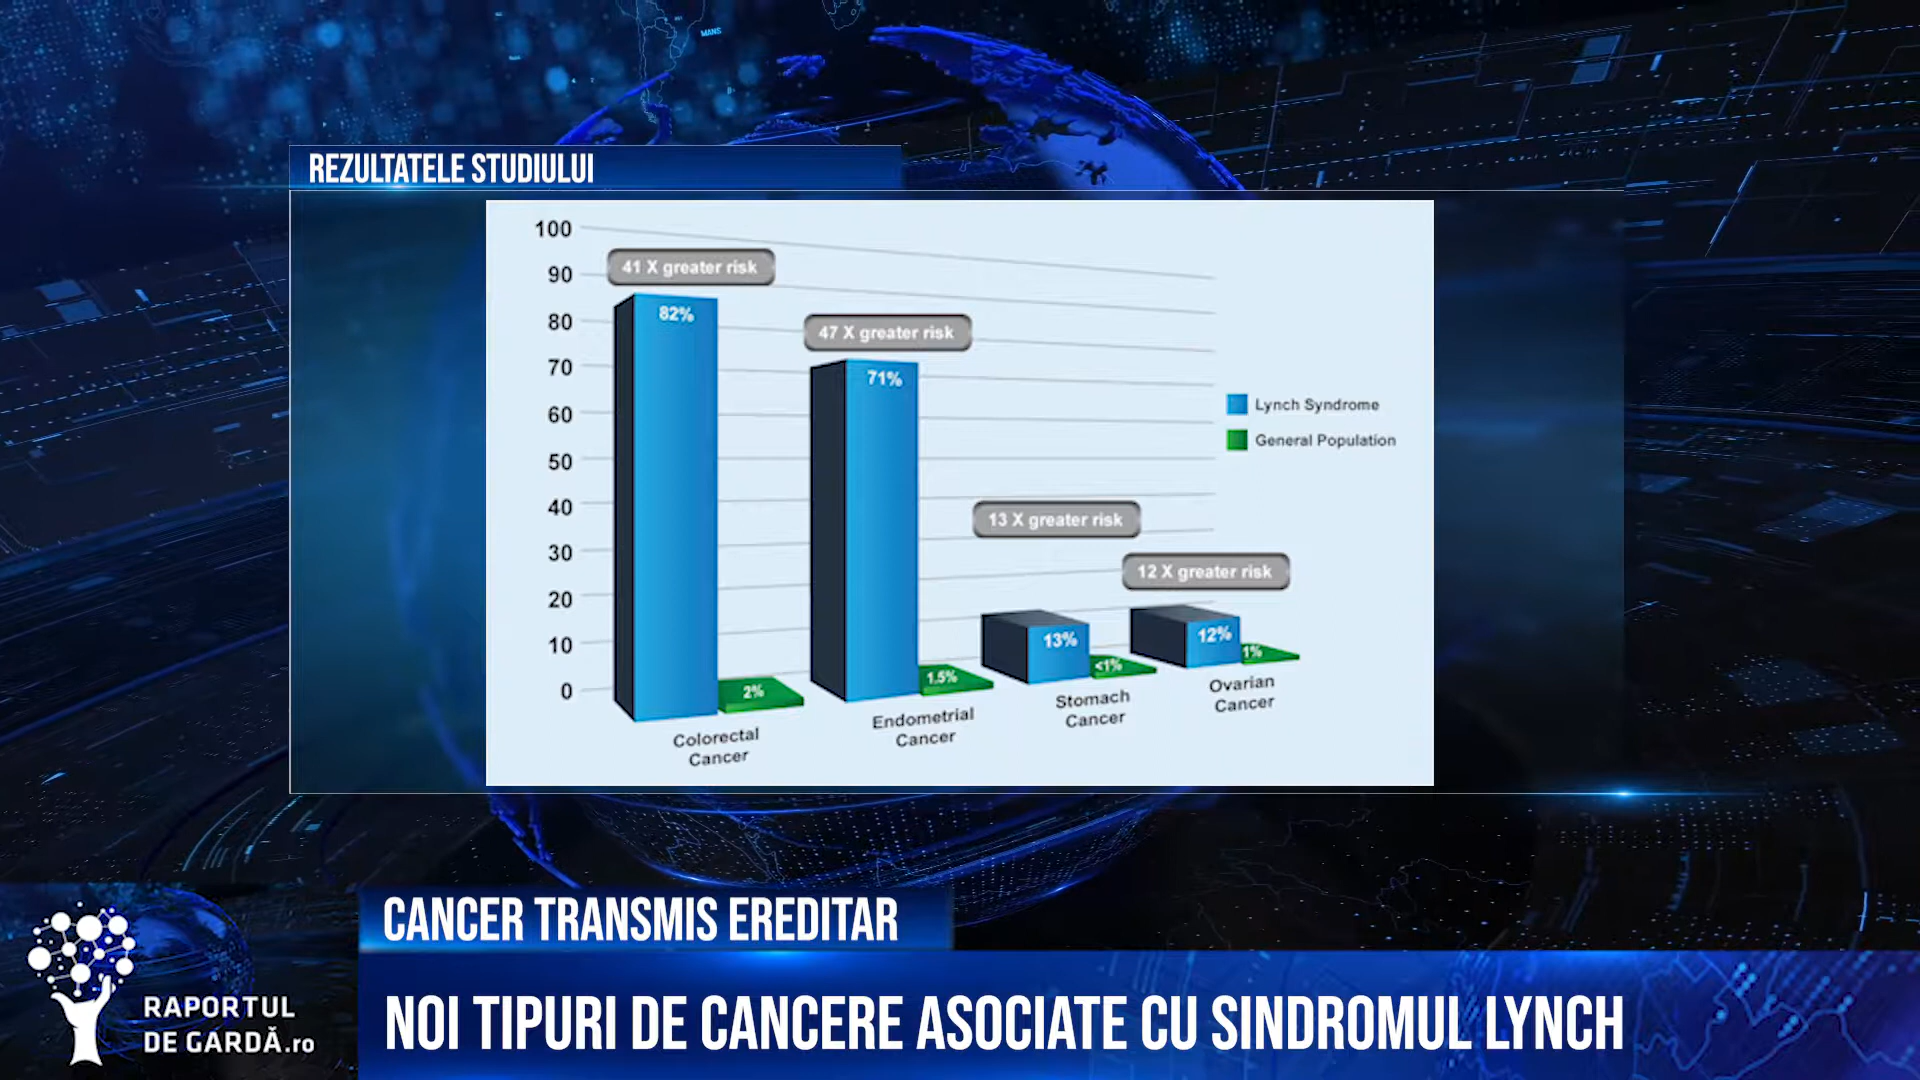 MANS
REZULTATELE STUDIULUI
100
90
80
70
60
50
40
30
20
10
0
41 X greater risk
47 X greater risk
13 X greater risk
12 X greater risk
82%
2%
71%
1.5%
13%
<1%
12%
1%
Colorectal
Cancer
Endometrial
Cancer
Stomach
Cancer
Ovarian
Cancer
Lynch Syndrome
General Population
CANCER TRANSMIS EREDITAR
NOI TIPURI DE CANCERE ASOCIATE CU SINDROMUL LYNCH
RAPORTUL
DE GARDĂ.ro